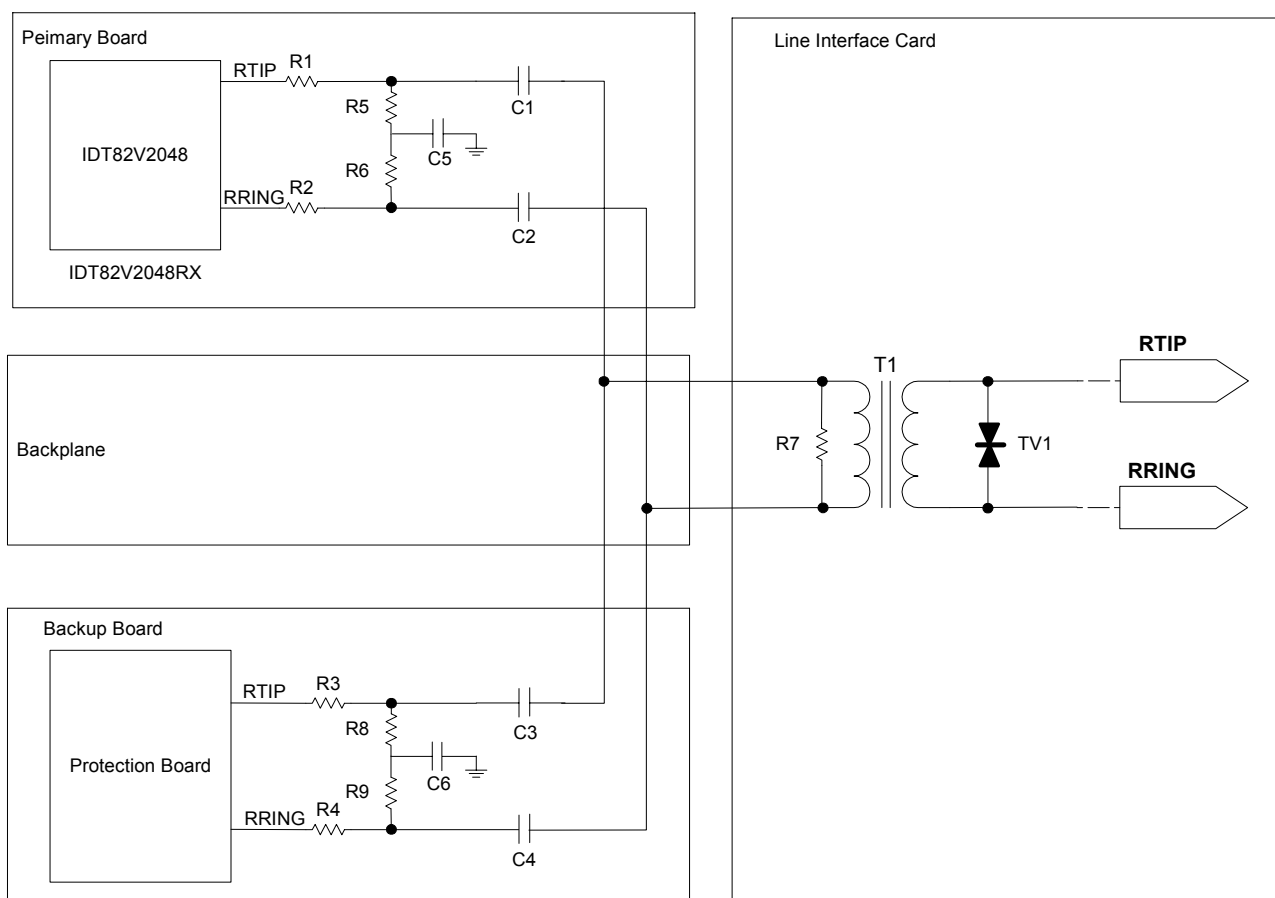 Peimary Board
Line Interface Card
RTIP
R1
C1
R5
C5
IDT82V2048
R6
RRING
R2
C2
IDT82V2048RX
Backplane
T1
RTIP
R7
TV1
RRING
Backup Board
RTIP
R3
C3
R8
C6
Protection Board
R9
RRING
R4
C4